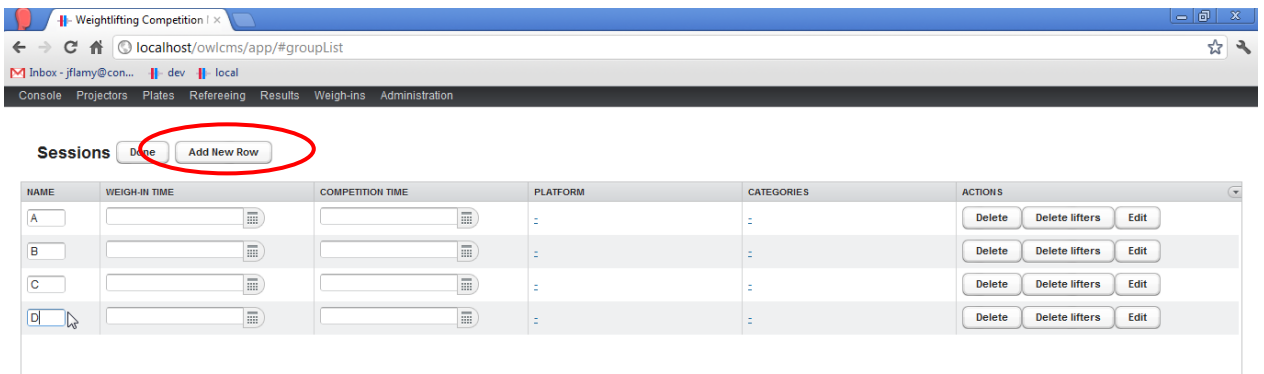 Weightlifting Competition
localhost/owlcms/app/#groupList
Inbox - jflamy@con... dev local
Console Projectors Plates Refereeing Results Weigh-ins Administration
Sessions Done Add New Row
NAME WEIGH-IN TIME COMPETITION TIME PLATFORM CATEGORIES ACTIONS
A - - Delete Delete lifters Edit
B - - Delete Delete lifters Edit
C - - Delete Delete lifters Edit
D - - Delete Delete lifters Edit